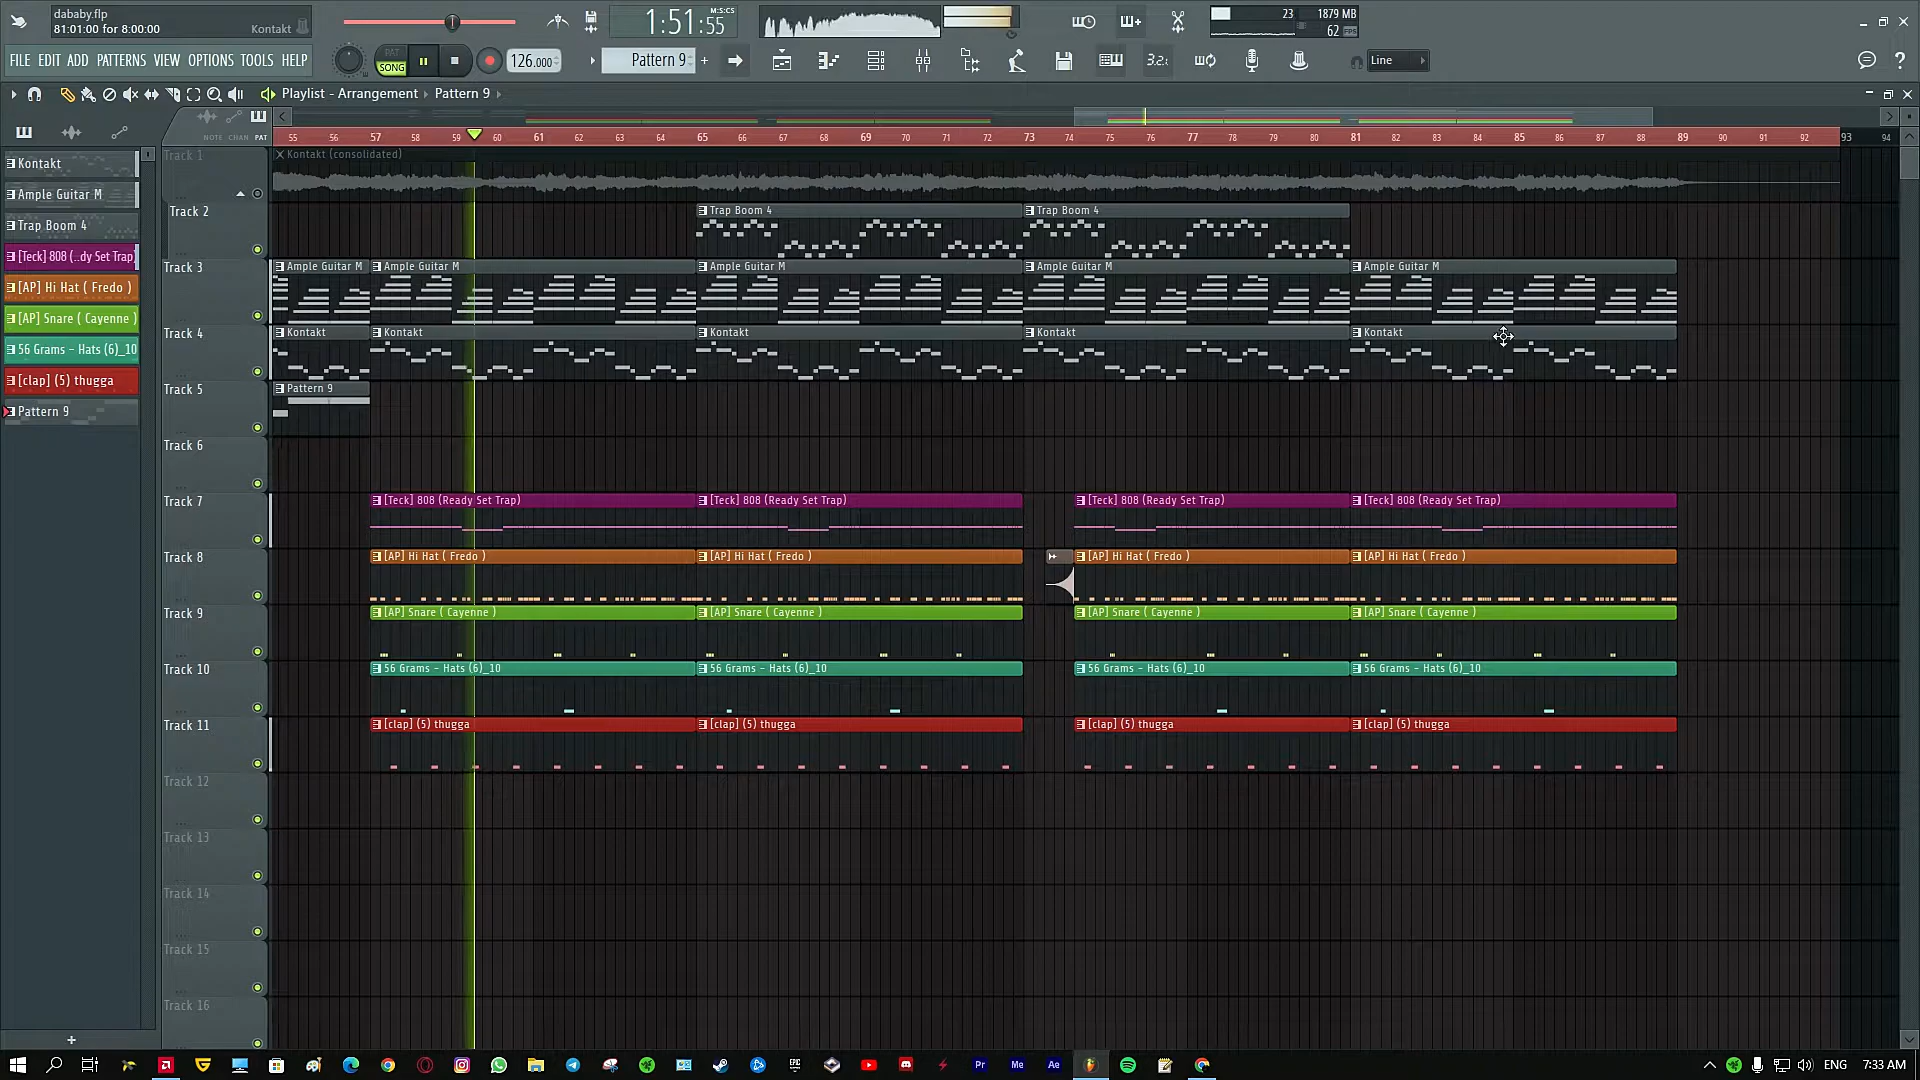 dababy.flp
81:01:00 for 8:00:00
Kontakt
FILE EDIT ADD PATTERNS VIEW OPTIONS TOOLS HELP
PAT
SONG
126.000
1:51:55
M:S:CS
Pattern 9
23
1879 MB
62
FPS
3.2.
Line
Playlist - Arrangement › Pattern 9 ›
NOTE CHAN PAT
55 56 57 58 59 60 61 62 63 64 65 66 67 68 69 70 71 72 73 74 75 76 77 78 79 80 81 82 83 84 85 86 87 88 89 90 91 92 93 94
Kontakt
Ample Guitar M
Trap Boom 4
[Teck] 808 (..dy Set Trap)
[AP] Hi Hat ( Fredo )
[AP] Snare ( Cayenne )
56 Grams - Hats (6)_10
[clap] (5) thugga
Pattern 9
Track 1
Kontakt (consolidated)
Track 2
Trap Boom 4 Trap Boom 4
Track 3
Ample Guitar M Ample Guitar M Ample Guitar M Ample Guitar M Ample Guitar M
Track 4
Kontakt Kontakt Kontakt Kontakt Kontakt
Track 5
Pattern 9
Track 6
Track 7
[Teck] 808 (Ready Set Trap) [Teck] 808 (Ready Set Trap) [Teck] 808 (Ready Set Trap) [Teck] 808 (Ready Set Trap)
Track 8
[AP] Hi Hat ( Fredo ) [AP] Hi Hat ( Fredo ) [AP] Hi Hat ( Fredo ) [AP] Hi Hat ( Fredo )
Track 9
[AP] Snare ( Cayenne ) [AP] Snare ( Cayenne ) [AP] Snare ( Cayenne ) [AP] Snare ( Cayenne )
Track 10
56 Grams - Hats (6)_10 56 Grams - Hats (6)_10 56 Grams - Hats (6)_10 56 Grams - Hats (6)_10
Track 11
[clap] (5) thugga [clap] (5) thugga [clap] (5) thugga [clap] (5) thugga
Track 12
Track 13
Track 14
Track 15
Track 16
EPIC
Pr
Me
Ae
ENG
7:33 AM